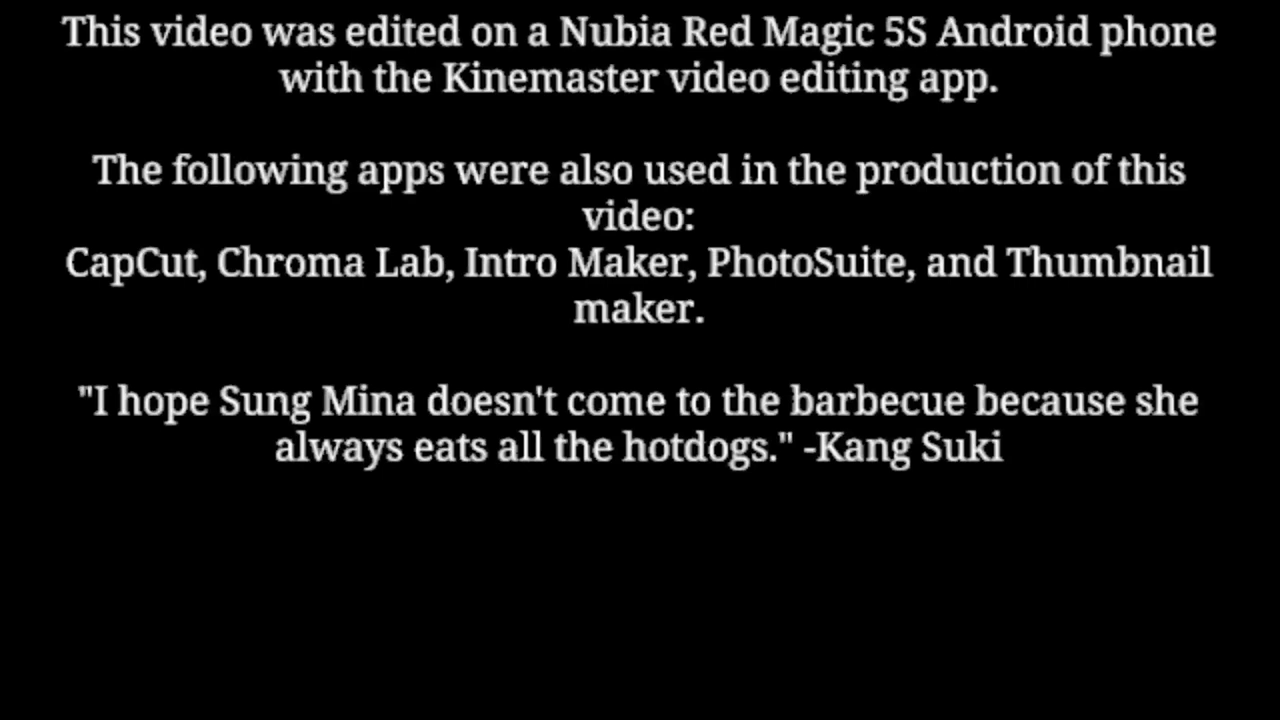 This video was edited on a Nubia Red Magic 5S Android phone
with the Kinemaster video editing app.
The following apps were also used in the production of this
video:
CapCut, Chroma Lab, Intro Maker, PhotoSuite, and Thumbnail
maker.
"I hope Sung Mina doesn't come to the barbecue because she
always eats all the hotdogs." -Kang Suki